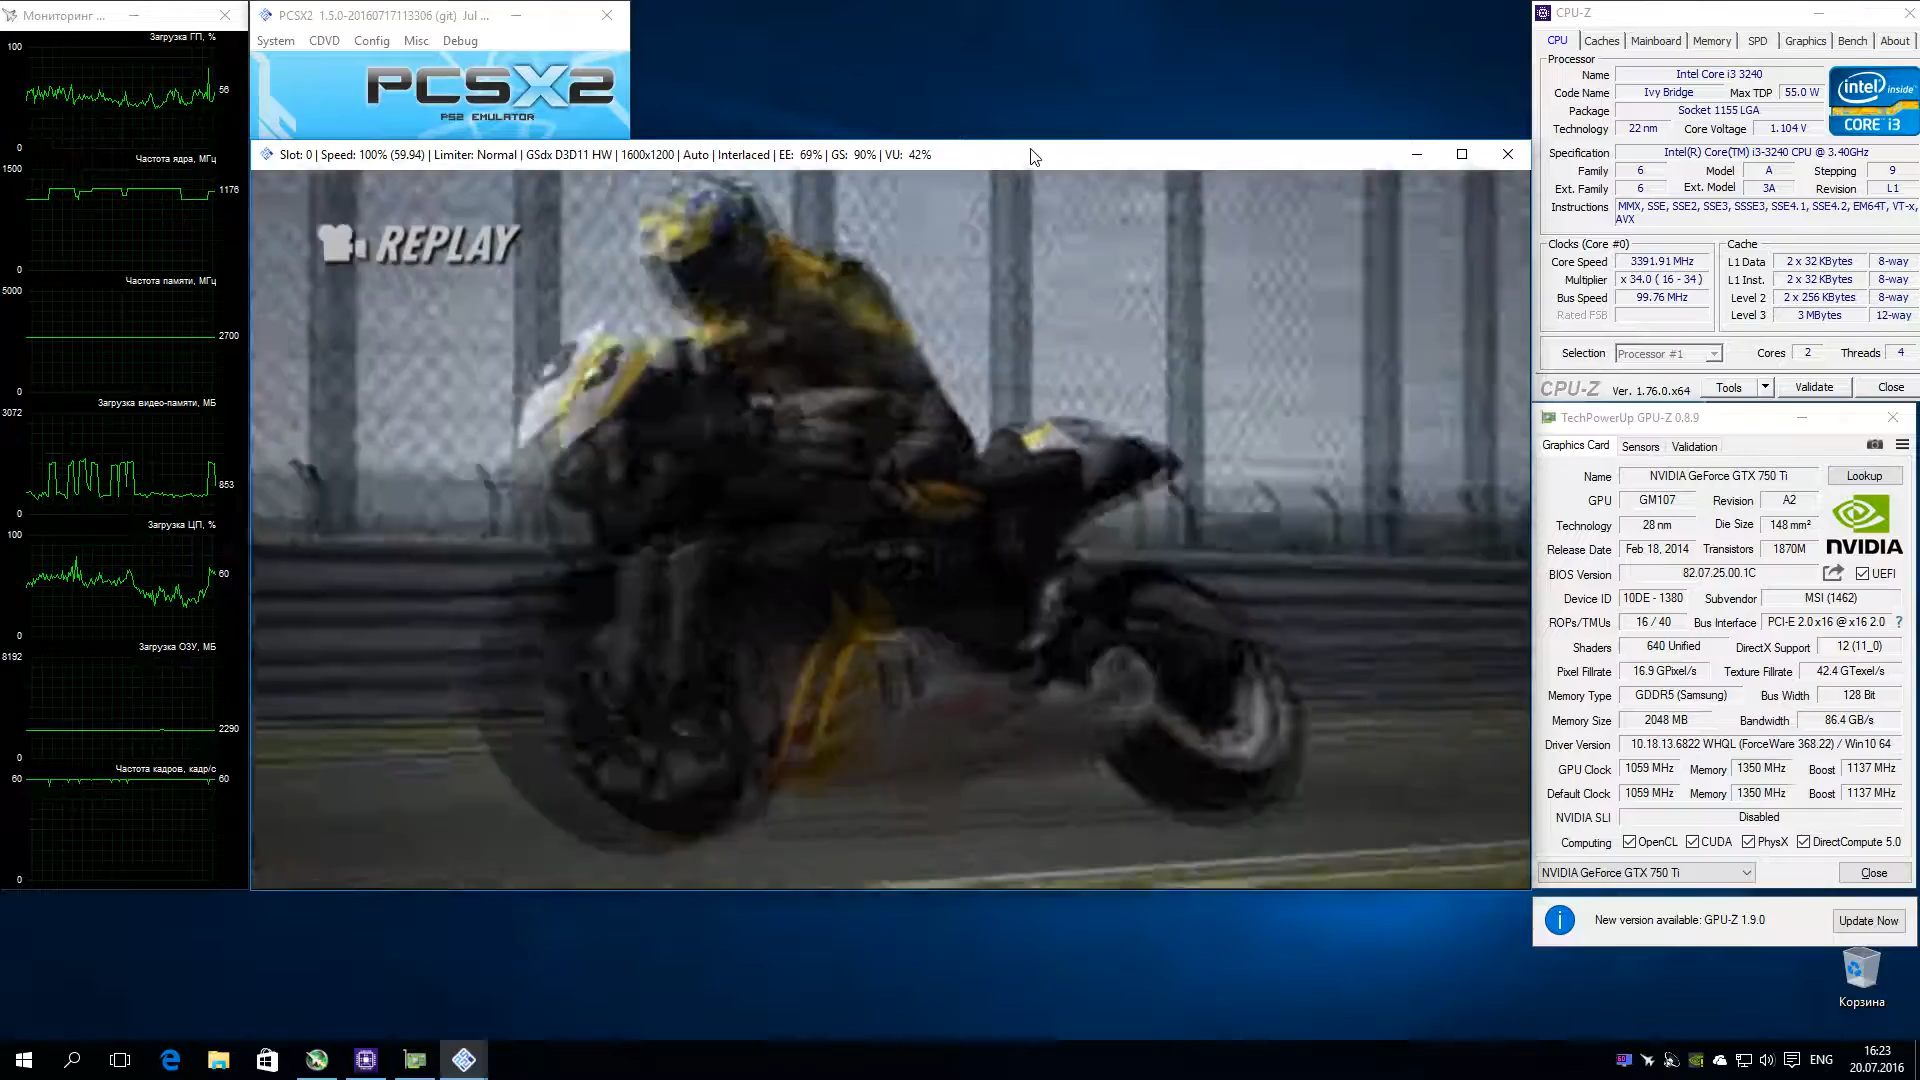 Мониторинг ...
Загрузка ГП, %
100
56
0
Частота ядра, МГц
1500
1176
0
Частота памяти, МГц
5000
2700
0
Загрузка видео-памяти, МБ
3072
853
0
Загрузка ЦП, %
100
60
0
Загрузка ОЗУ, МБ
8192
2290
0
Частота кадров, кадр/с
60
60
0
PCSX2 1.5.0-20160717113306 (git) Jul ...
System CDVD Config Misc Debug
PCSX2
PS2 EMULATOR
Slot: 0 | Speed: 100% (59.94) | Limiter: Normal | GSdx D3D11 HW | 1600x1200 | Auto | Interlaced | EE: 69% | GS: 90% | VU: 42%
REPLAY
CPU-Z
CPU Caches Mainboard Memory SPD Graphics Bench About
Processor
Name Intel Core i3 3240
Code Name Ivy Bridge Max TDP 55.0 W
Package Socket 1155 LGA
Technology 22 nm Core Voltage 1.104 V
intel inside
CORE i3
Specification Intel(R) Core(TM) i3-3240 CPU @ 3.40GHz
Family 6 Model A Stepping 9
Ext. Family 6 Ext. Model 3A Revision L1
Instructions MMX, SSE, SSE2, SSE3, SSSE3, SSE4.1, SSE4.2, EM64T, VT-x,
AVX
Clocks (Core #0)
Core Speed 3391.91 MHz
Multiplier x 34.0 ( 16 - 34 )
Bus Speed 99.76 MHz
Rated FSB
Cache
L1 Data 2 x 32 KBytes 8-way
L1 Inst. 2 x 32 KBytes 8-way
Level 2 2 x 256 KBytes 8-way
Level 3 3 MBytes 12-way
Selection Processor #1 Cores 2 Threads 4
CPU-Z Ver. 1.76.0.x64 Tools Validate Close
TechPowerUp GPU-Z 0.8.9
Graphics Card Sensors Validation
Name NVIDIA GeForce GTX 750 Ti Lookup
GPU GM107 Revision A2
Technology 28 nm Die Size 148 mm²
Release Date Feb 18, 2014 Transistors 1870M
NVIDIA
BIOS Version 82.07.25.00.1C UEFI
Device ID 10DE - 1380 Subvendor MSI (1462)
ROPs/TMUs 16 / 40 Bus Interface PCI-E 2.0 x16 @ x16 2.0 ?
Shaders 640 Unified DirectX Support 12 (11_0)
Pixel Fillrate 16.9 GPixel/s Texture Fillrate 42.4 GTexel/s
Memory Type GDDR5 (Samsung) Bus Width 128 Bit
Memory Size 2048 MB Bandwidth 86.4 GB/s
Driver Version 10.18.13.6822 WHQL (ForceWare 368.22) / Win10 64
GPU Clock 1059 MHz Memory 1350 MHz Boost 1137 MHz
Default Clock 1059 MHz Memory 1350 MHz Boost 1137 MHz
NVIDIA SLI Disabled
Computing OpenCL CUDA PhysX DirectCompute 5.0
NVIDIA GeForce GTX 750 Ti Close
New version available: GPU-Z 1.9.0 Update Now
Корзина
60
ENG
16:23
20.07.2016